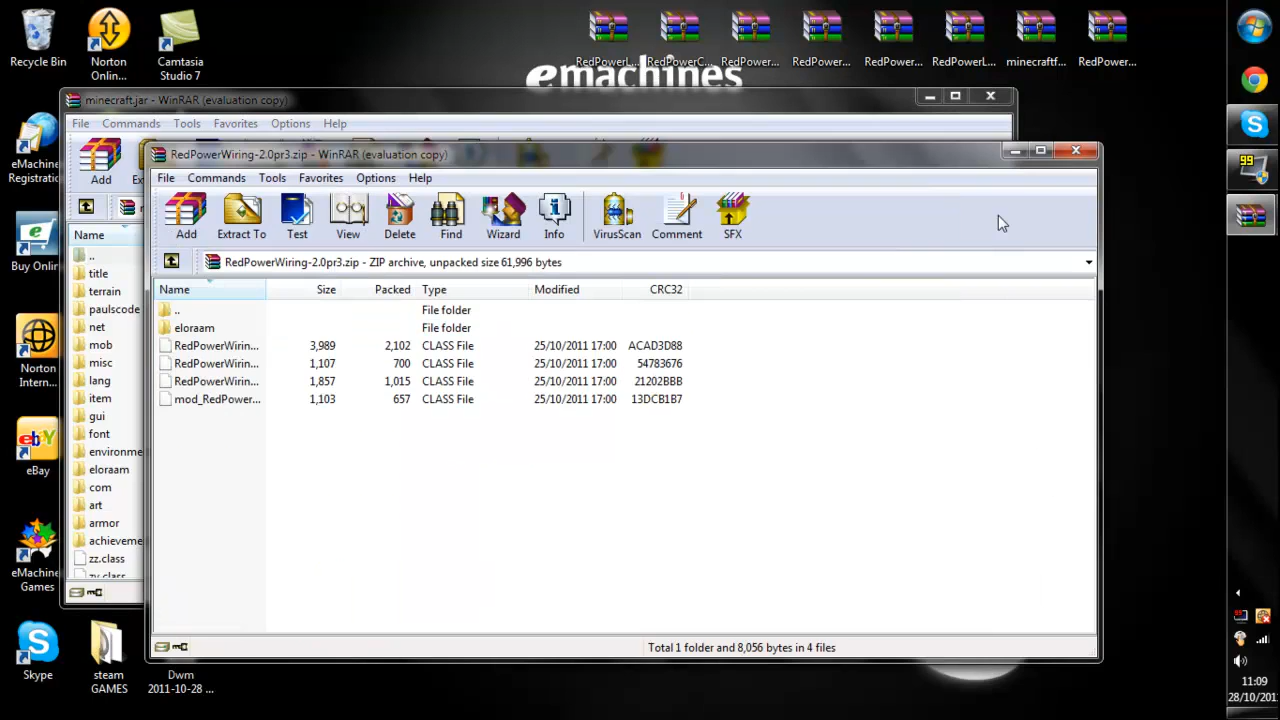 Recycle Bin
Norton
Onlin...
Camtasia
Studio 7
RedPowerL...
RedPowerC...
RedPower...
RedPower...
RedPower...
RedPowerL...
minecraftf...
RedPower...
emachines
eMachine
Registratio...
Buy Onlin
Norton
Intern...
eBay
eMachine
Games
Skype
steam
GAMES
Dwm
2011-10-28 ...
minecraft.jar - WinRAR (evaluation copy)
File Commands Tools Favorites Options Help
Add
Name
..
title
terrain
paulscode
net
mob
misc
lang
item
gui
font
environme
eloraam
com
art
armor
achieveme
zz.class
zy.class
RedPowerWiring-2.0pr3.zip - WinRAR (evaluation copy)
File Commands Tools Favorites Options Help
Add Extract To Test View Delete Find Wizard Info VirusScan Comment SFX
RedPowerWiring-2.0pr3.zip - ZIP archive, unpacked size 61,996 bytes
Name Size Packed Type Modified CRC32
.. File folder
eloraam File folder
RedPowerWirin... 3,989 2,102 CLASS File 25/10/2011 17:00 ACAD3D88
RedPowerWirin... 1,107 700 CLASS File 25/10/2011 17:00 54783676
RedPowerWirin... 1,857 1,015 CLASS File 25/10/2011 17:00 21202BBB
mod_RedPower... 1,103 657 CLASS File 25/10/2011 17:00 13DCB1B7
Total 1 folder and 8,056 bytes in 4 files
99
11:09
28/10/201